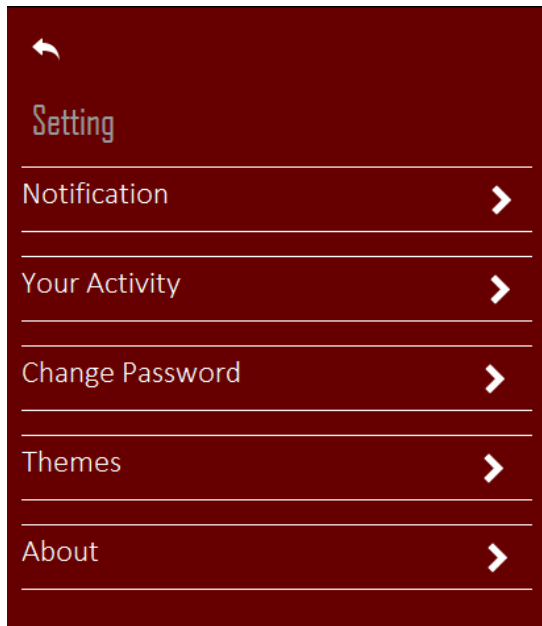 Setting
Notification
Your Activity
Change Password
Themes
About